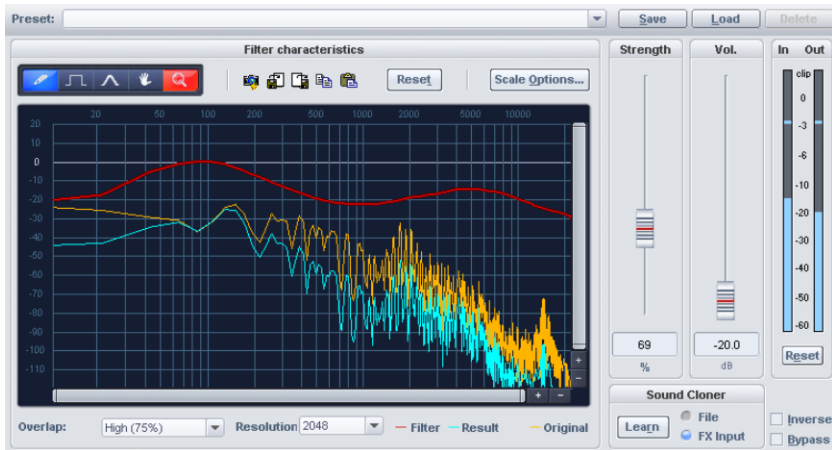 Preset:
Save Load Delete
Filter characteristics
Strength Vol. In Out
Reset Scale Options...
20 50 100 200 500 1000 2000 5000 10000
20
10
0
-10
-20
-30
-40
-50
-60
-70
-80
-90
-100
-110
clip
0
-3
-6
-10
-20
-30
-40
-50
-60
69 -20.0
% dB
Reset
Sound Cloner
Learn File
FX Input
Inverse
Bypass
Overlap: High (75%) Resolution 2048 Filter Result Original